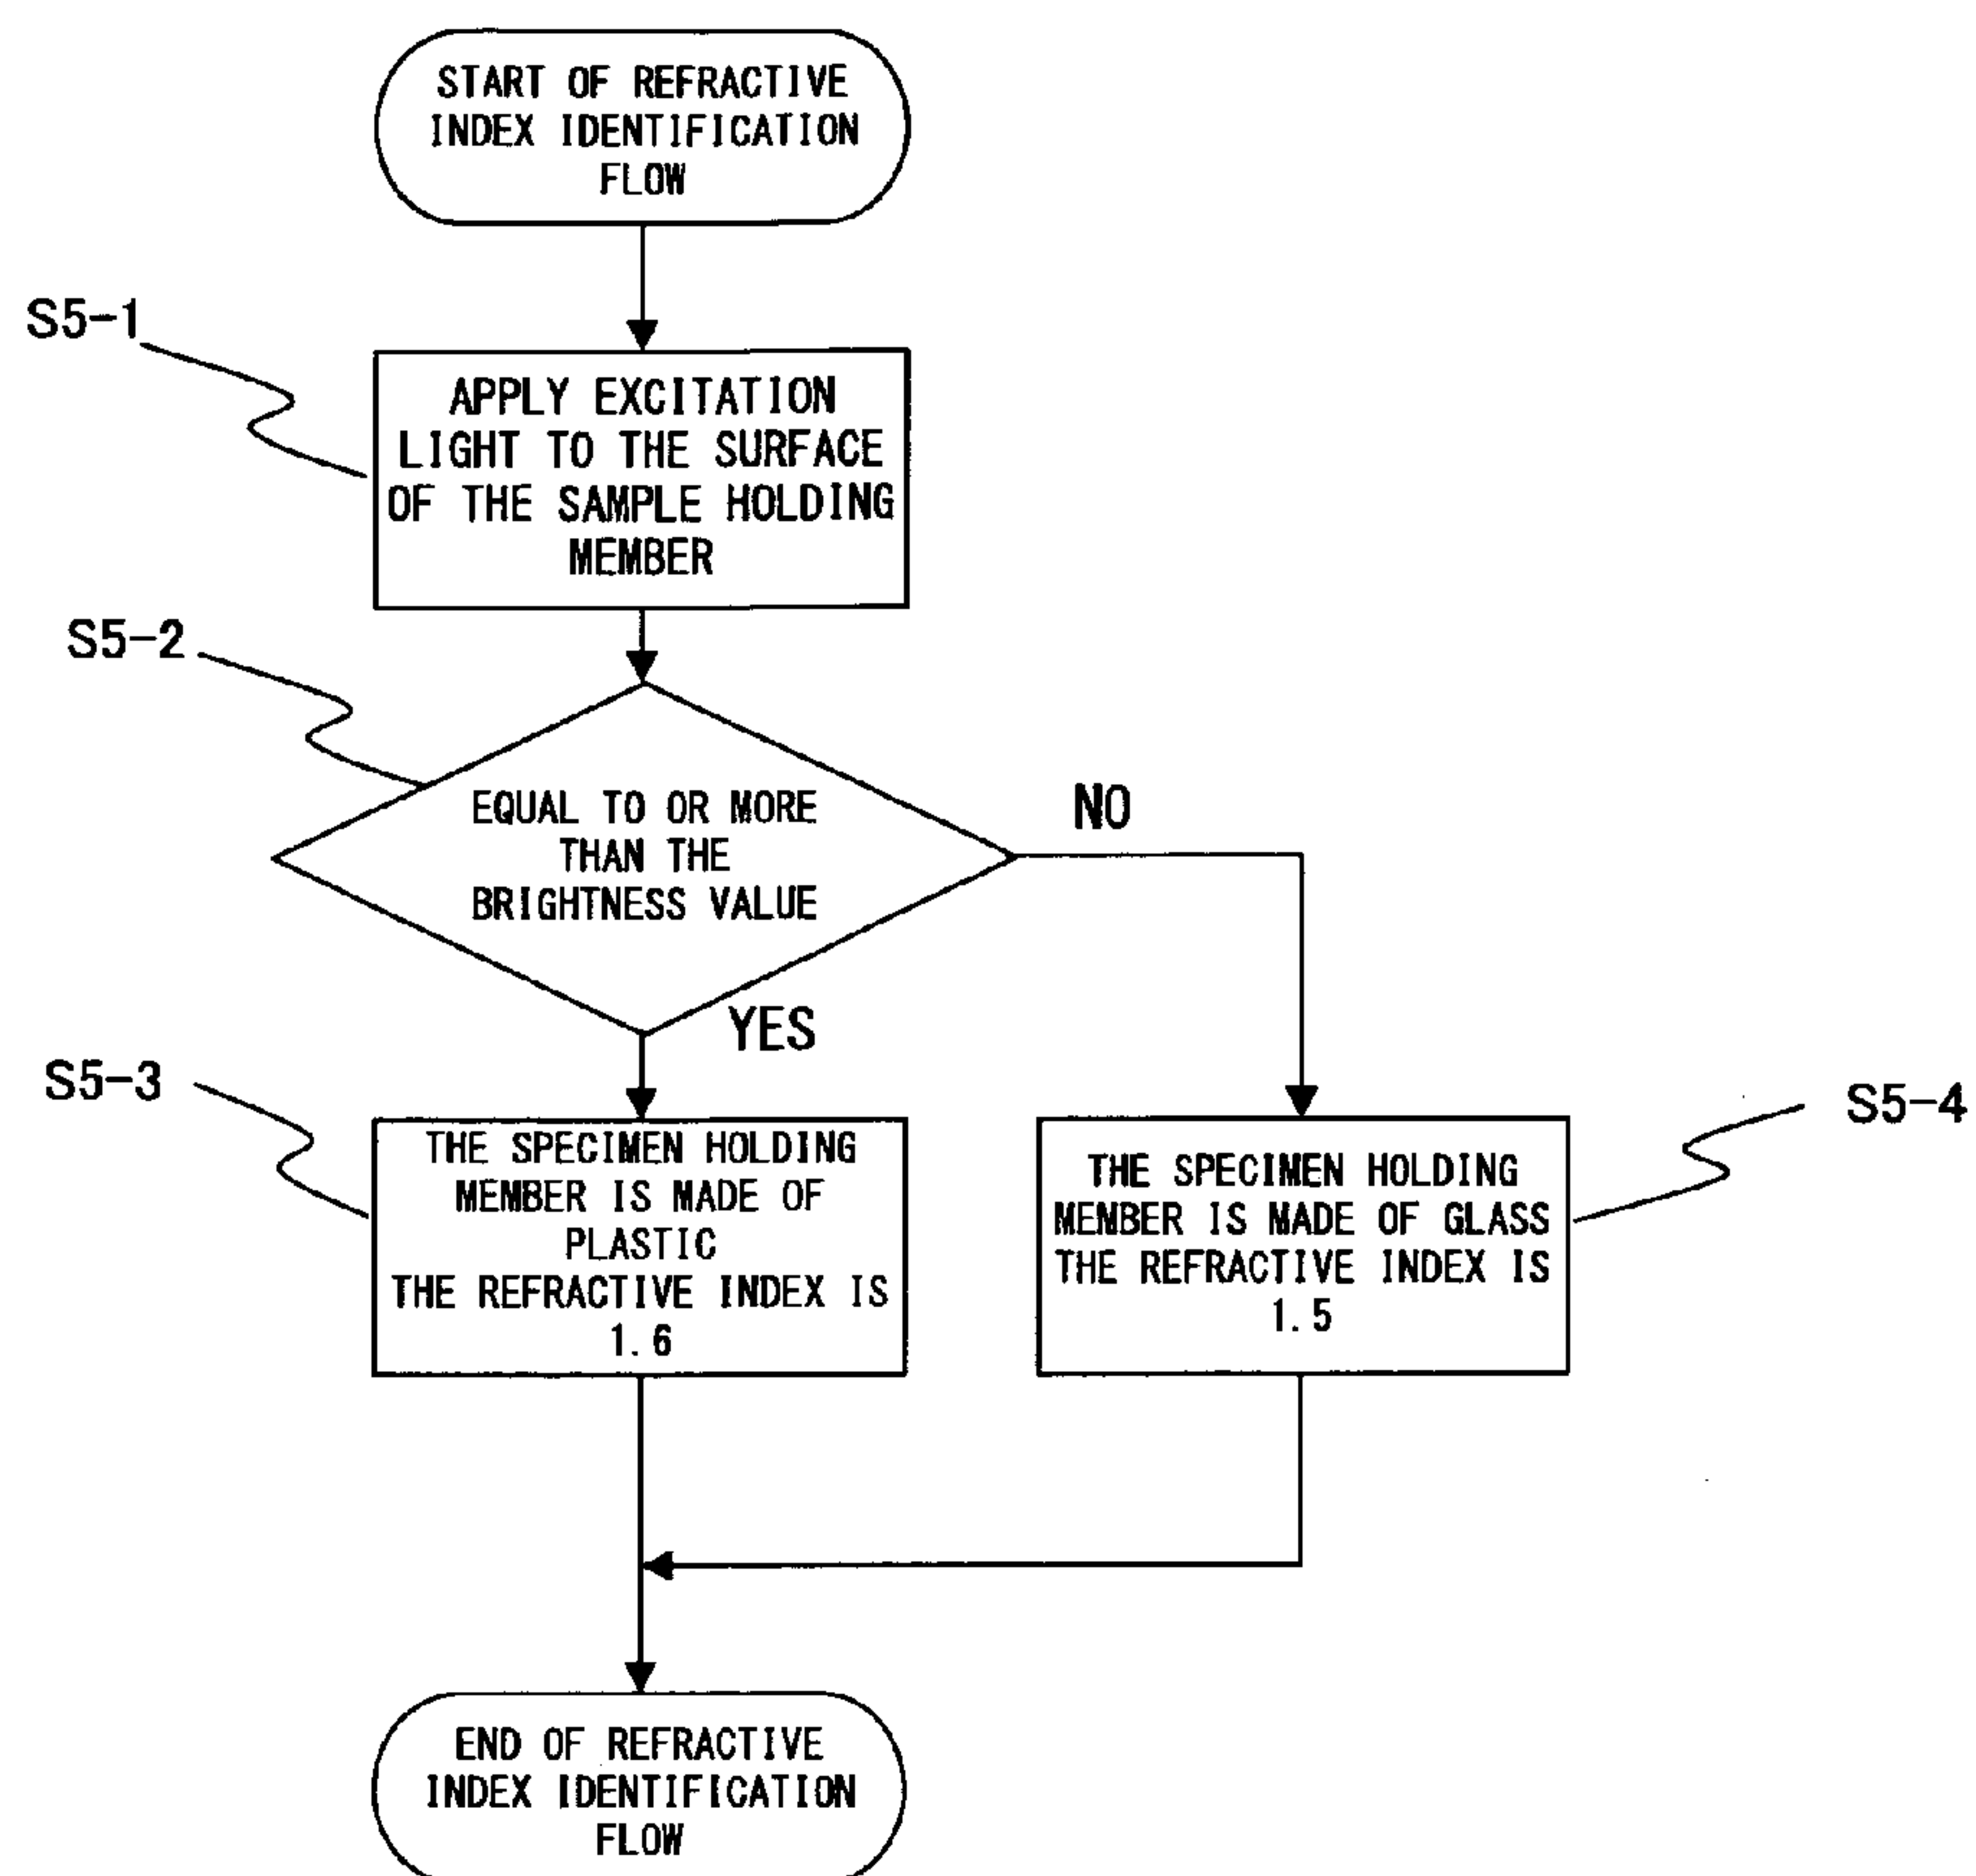 START OF REFRACTIVE
INDEX IDENTIFICATION
FLOW
S5-1
APPLY EXCITATION
LIGHT TO THE SURFACE
OF THE SAMPLE HOLDING
MEMBER
S5-2
EQUAL TO OR MORE
THAN THE
BRIGHTNESS VALUE
NO
YES
S5-3
THE SPECIMEN HOLDING
MEMBER IS MADE OF
PLASTIC
THE REFRACTIVE INDEX IS
1.6
S5-4
THE SPECIMEN HOLDING
MEMBER IS MADE OF GLASS
THE REFRACTIVE INDEX IS
1.5
END OF REFRACTIVE
INDEX IDENTIFICATION
FLOW